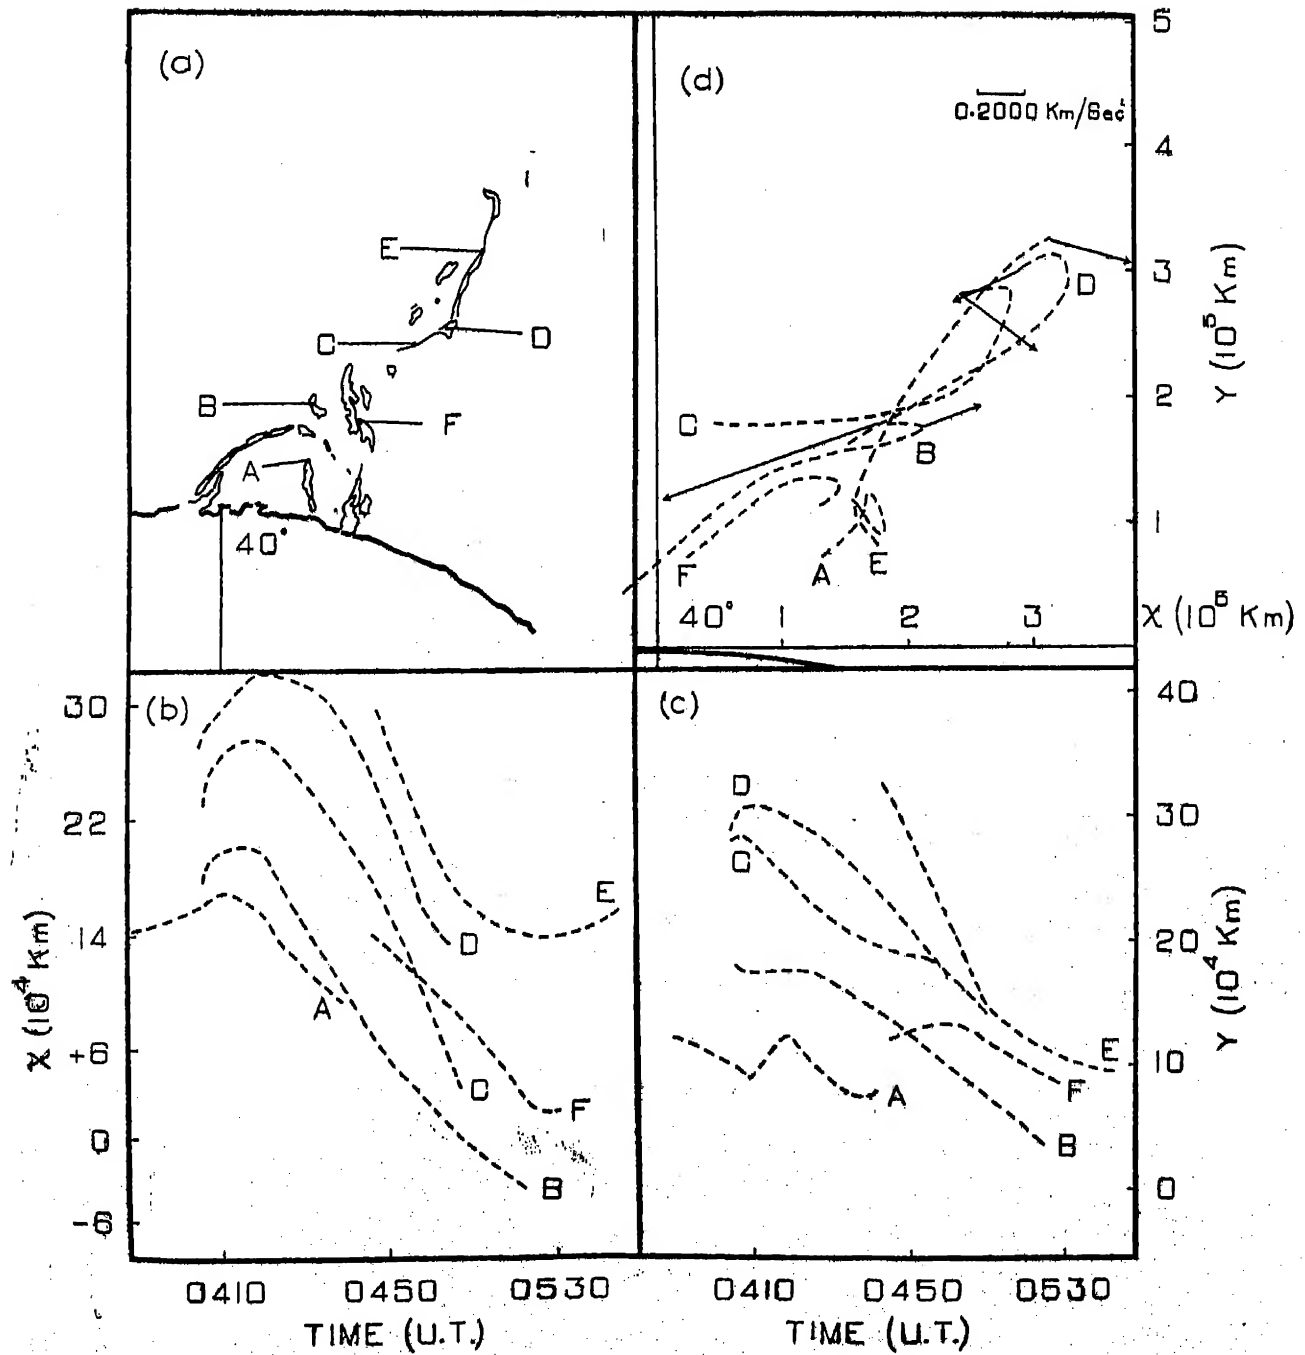 (a)
E
D
C
B
F
A
40°
(d)
0.2000 Km/Sec¹
5
4
3
2
1
Y (10⁵ Km)
D
C
B
F
A
E
40°
1
2
3
X (10⁵ Km)
(b)
30
22
14
+6
0
-6
X (10⁴ Km)
E
D
A
C
F
B
0410
0450
0530
TIME (U.T.)
(c)
40
30
20
10
0
Y (10⁴ Km)
D
C
E
F
A
B
0410
0450
0530
TIME (U.T.)